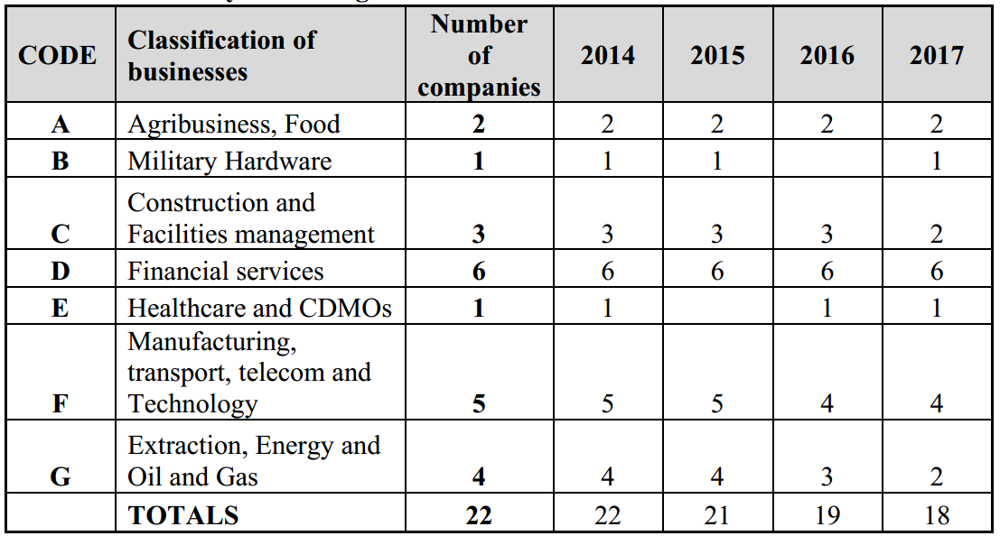 CODE Classification of businesses Number of companies 2014 2015 2016 2017
A Agribusiness, Food 2 2 2 2 2
B Military Hardware 1 1 1 1
Construction and
C Facilities management 3 3 3 3 2
D Financial services 6 6 6 6 6
E Healthcare and CDMOs 1 1 1 1
Manufacturing,
transport, telecom and
F Technology 5 5 5 4 4
Extraction, Energy and
G Oil and Gas 4 4 4 3 2
TOTALS 22 22 21 19 18